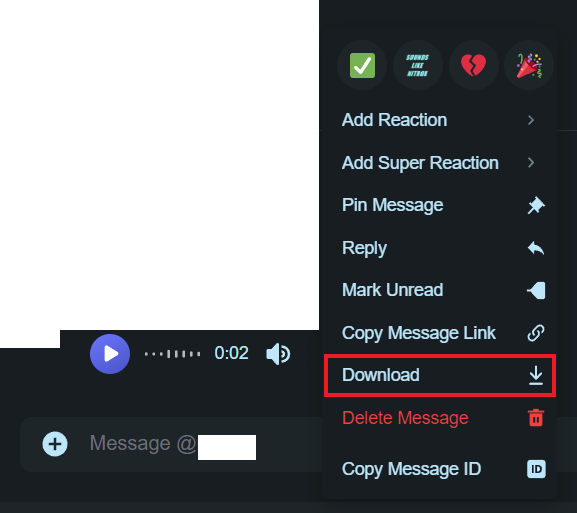 SOUNDS
LIKE
NITROX
Add Reaction
Add Super Reaction
Pin Message
Reply
Mark Unread
Copy Message Link
0:02
Download
Delete Message
Message @
Copy Message ID
ID